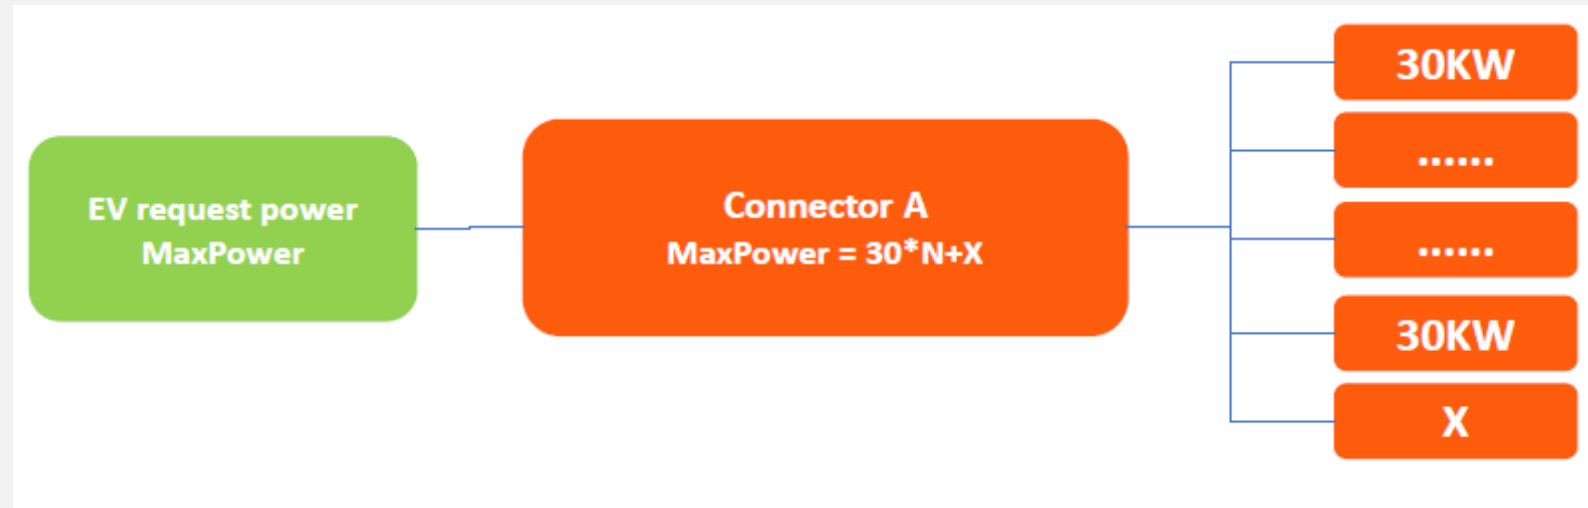 EV request power
MaxPower
Connector A
MaxPower = 30*N+X
30KW
......
......
30KW
X